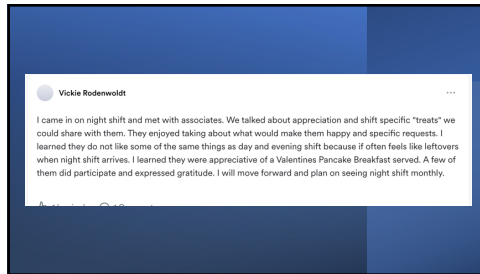 Vickie Rodenwoldt
...
I came in on night shift and met with associates. We talked about appreciation and shift specific "treats" we
could share with them. They enjoyed taking about what would make them happy and specific requests. I
learned they do not like some of the same things as day and evening shift because if often feels like leftovers
when night shift arrives. I learned they were appreciative of a Valentines Pancake Breakfast served. A few of
them did participate and expressed gratitude. I will move forward and plan on seeing night shift monthly.